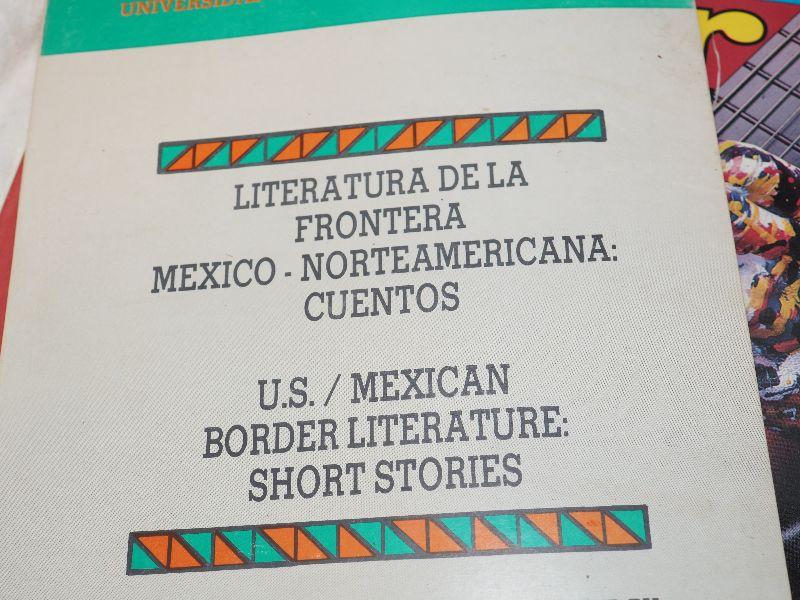 UNIVERSIDAD
LITERATURA DE LA
FRONTERA
MEXICO - NORTEAMERICANA:
CUENTOS
U.S. / MEXICAN
BORDER LITERATURE:
SHORT STORIES